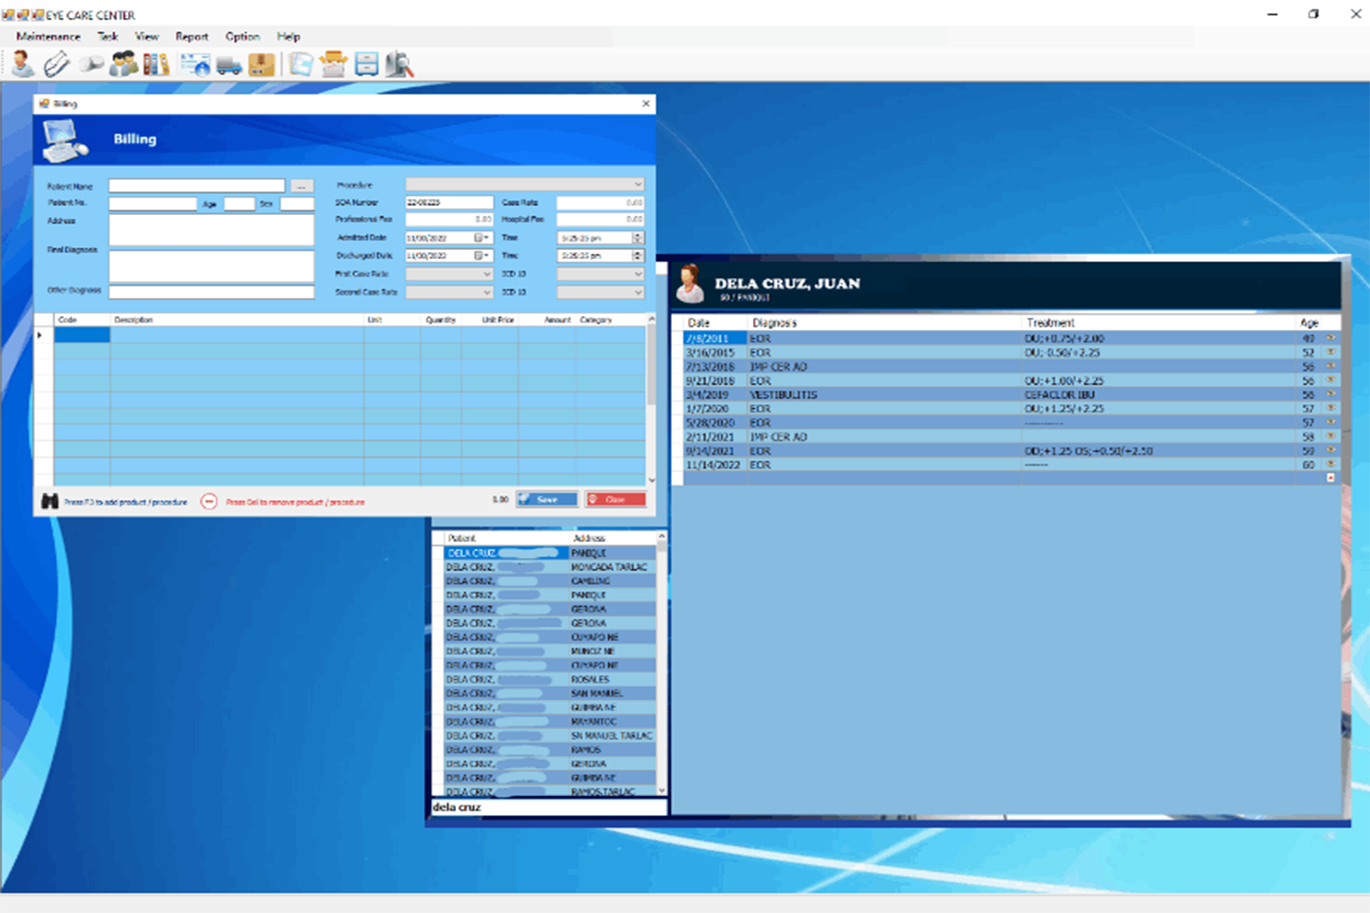 EYE CARE CENTER
Maintenance Task View Report Option Help
Billing
Billing
Patient Name ... Procedure
Patient No. Age Sex SOA Number 22-00225 Case Rate 0.00
Address Professional Fee 0.00 Hospital Fee 0.00
Admitted Date 11/30/2022 Time 5:25:25 pm
Final Diagnosis Discharged Date 11/30/2022 Time 5:25:25 pm
First Case Rate ICD 10
Other Diagnosis Second Case Rate ICD 10
Code Description Unit Quantity Unit Price Amount Category
Press F3 to add product / procedure Press Del to remove product / procedure 0.00 Save Close
DELA CRUZ, JUAN
60 / PANIQUI
Date Diagnosis Treatment Age
7/8/2011 EOR OU;+0.75/+2.00 49
3/16/2015 EOR OU;-0.50/+2.25 52
7/13/2018 IMP CER AD 56
9/21/2018 EOR OU;+1.00/+2.25 56
3/4/2019 VESTIBULITIS CEFACLOR IBU 56
1/7/2020 EOR OU;+1.25/+2.25 57
5/28/2020 EOR ----------- 57
2/11/2021 IMP CER AD 58
9/14/2021 EOR OD;+1.25 OS;+0.50/+2.50 59
11/14/2022 EOR ------ 60
Patient Address
DELA CRUZ, PANIQUI
DELA CRUZ, MONCADA TARLAC
DELA CRUZ, CAMILING
DELA CRUZ, PANIQUI
DELA CRUZ, GERONA
DELA CRUZ, GERONA
DELA CRUZ, CUYAPO NE
DELA CRUZ, MUNOZ NE
DELA CRUZ, CUYAPO NE
DELA CRUZ, ROSALES
DELA CRUZ, SAN MANUEL
DELA CRUZ, GUIMBA NE
DELA CRUZ, MAYANTOC
DELA CRUZ, SN MANUEL TARLAC
DELA CRUZ, RAMOS
DELA CRUZ, GERONA
DELA CRUZ, GUIMBA NE
DELA CRUZ, RAMOS,TARLAC
dela cruz